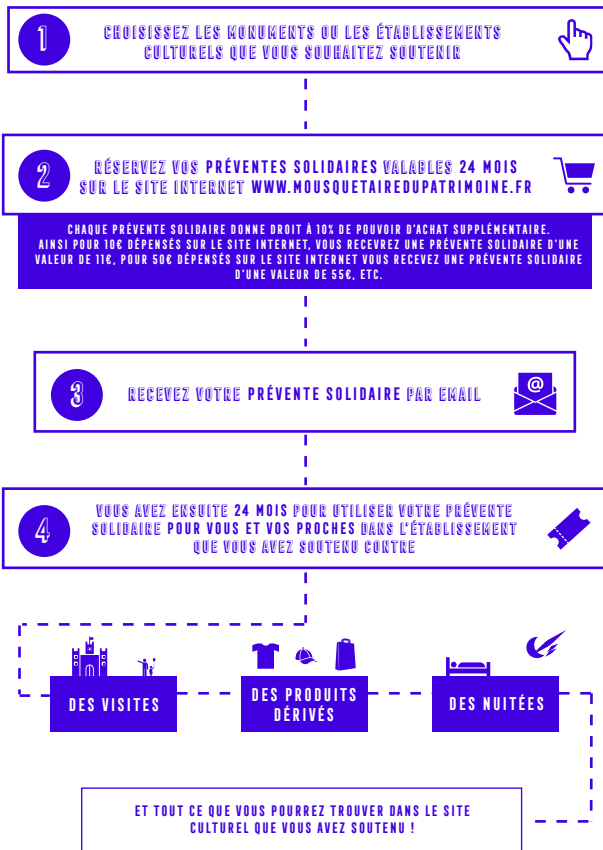 1
CHOISISSEZ LES MONUMENTS OU LES ÉTABLISSEMENTS
CULTURELS QUE VOUS SOUHAITEZ SOUTENIR
2
RÉSERVEZ VOS PRÉVENTES SOLIDAIRES VALABLES 24 MOIS
SUR LE SITE INTERNET WWW.MOUSQUETAIREDUPATRIMOINE.FR
CHAQUE PRÉVENTE SOLIDAIRE DONNE DROIT À 10% DE POUVOIR D'ACHAT SUPPLÉMENTAIRE.
AINSI POUR 10€ DÉPENSÉS SUR LE SITE INTERNET, VOUS RECEVREZ UNE PRÉVENTE SOLIDAIRE D'UNE
VALEUR DE 11€, POUR 50€ DÉPENSÉS SUR LE SITE INTERNET VOUS RECEVEZ UNE PRÉVENTE SOLIDAIRE
D'UNE VALEUR DE 55€, ETC.
3
RECEVEZ VOTRE PRÉVENTE SOLIDAIRE PAR EMAIL
@
4
VOUS AVEZ ENSUITE 24 MOIS POUR UTILISER VOTRE PRÉVENTE
SOLIDAIRE POUR VOUS ET VOS PROCHES DANS L'ÉTABLISSEMENT
QUE VOUS AVEZ SOUTENU CONTRE
DES VISITES
DES PRODUITS
DÉRIVÉS
DES NUITÉES
ET TOUT CE QUE VOUS POURREZ TROUVER DANS LE SITE
CULTUREL QUE VOUS AVEZ SOUTENU !